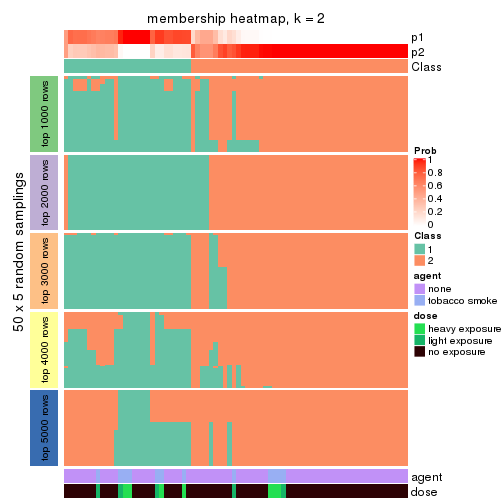 membership heatmap, k = 2
p1
p2
Class
50 x 5 random samplings
top 1000 rows
top 2000 rows
top 3000 rows
top 4000 rows
top 5000 rows
agent
dose
Prob
1
0.8
0.6
0.4
0.2
0
Class
1
2
agent
none
tobacco smoke
dose
heavy exposure
light exposure
no exposure